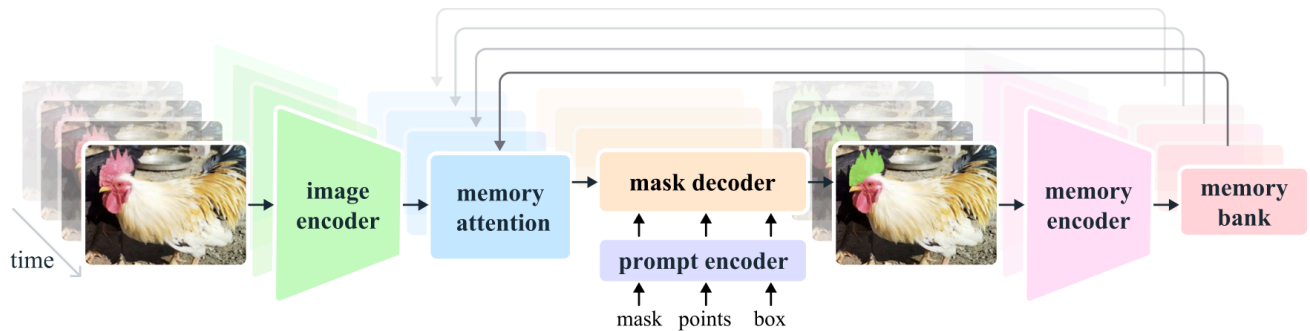 time
image
encoder
memory
attention
mask decoder
prompt encoder
mask points box
memory
encoder
memory
bank